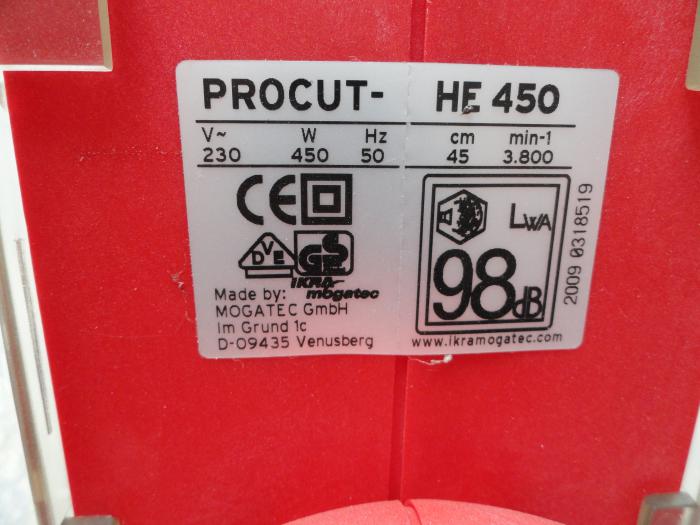 PROCUT- HE 450
V~ W Hz cm min-1
230 450 50 45 3.800
CE
DVE GS
LWA
98dB
IKRA
mogatec
Made by:
MOGATEC GmbH
Im Grund 1c
D-09435 Venusberg
www.ikramogatec.com
2009 0318519